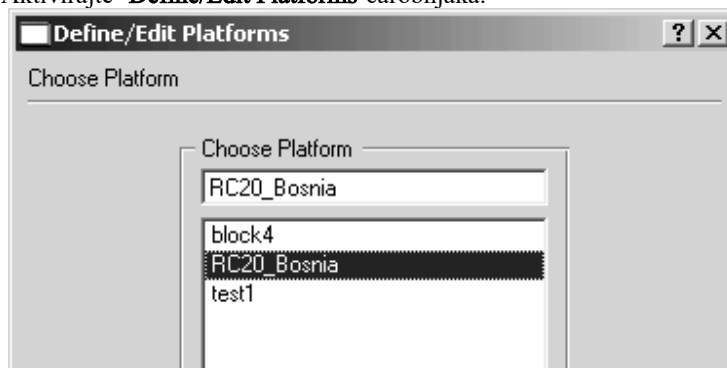 Aktivirajte "Define/Edit Platforms" čarobnjaka.
Define/Edit Platforms
Choose Platform
Choose Platform
RC20_Bosnia
block4
RC20_Bosnia
test1